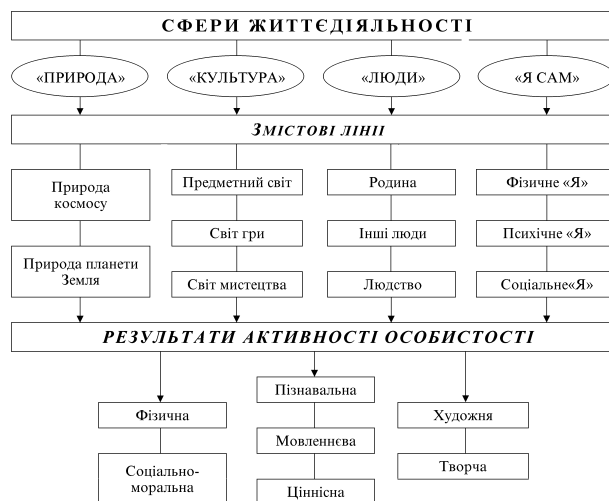 СФЕРИ ЖИТТЄДІЯЛЬНОСТІ
«ПРИРОДА»
«КУЛЬТУРА»
«ЛЮДИ»
«Я САМ»
ЗМІСТОВІ ЛІНІЇ
Природа
космосу
Природа планети
Земля
Предметний світ
Світ гри
Світ мистецтва
Родина
Інші люди
Людство
Фізичне «Я»
Психічне «Я»
Соціальне«Я»
РЕЗУЛЬТАТИ АКТИВНОСТІ ОСОБИСТОСТІ
Фізична
Соціально-
моральна
Пізнавальна
Мовленнєва
Ціннісна
Художня
Творча